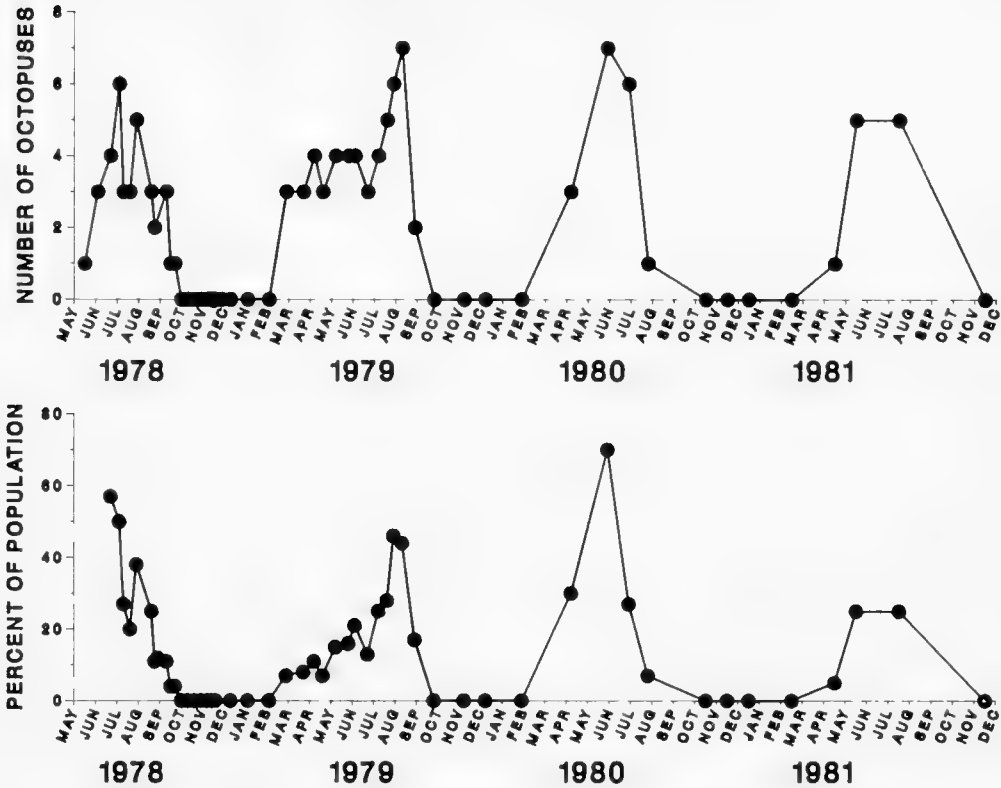 NUMBER OF OCTOPUSES
8
6
4
2
0
MAY JUN JUL AUG SEP OCT NOV DEC JAN FEB MAR APR MAY JUN JUL AUG SEP OCT NOV DEC JAN FEB MAR APR MAY JUN JUL AUG SEP OCT NOV DEC JAN FEB MAR APR MAY JUN JUL AUG SEP OCT NOV DEC
1978 1979 1980 1981
PERCENT OF POPULATION
80
60
40
20
0
MAY JUN JUL AUG SEP OCT NOV DEC JAN FEB MAR APR MAY JUN JUL AUG SEP OCT NOV DEC JAN FEB MAR APR MAY JUN JUL AUG SEP OCT NOV DEC JAN FEB MAR APR MAY JUN JUL AUG SEP OCT NOV DEC
1978 1979 1980 1981